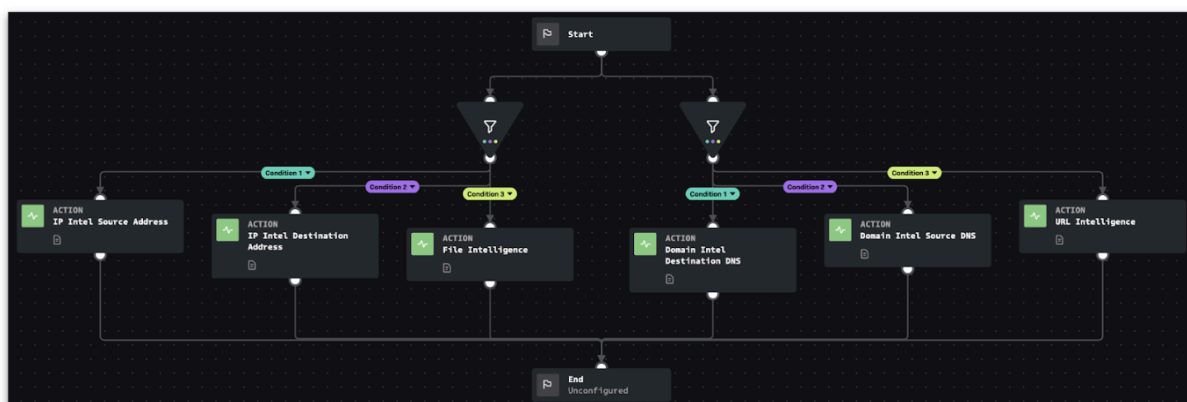 Start
Condition 1
Condition 2
Condition 3
Condition 1
Condition 2
Condition 3
ACTION
IP Intel Source Address
ACTION
IP Intel Destination
Address
ACTION
File Intelligence
ACTION
Domain Intel
Destination DNS
ACTION
Domain Intel Source DNS
ACTION
URL Intelligence
End
Unconfigured